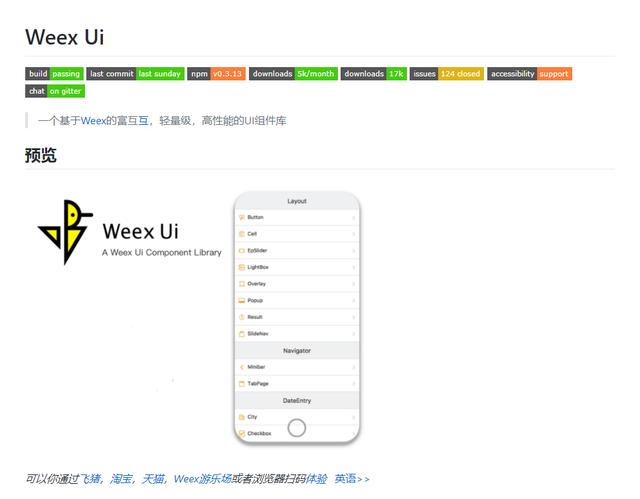 Weex Ui
build passing last commit last sunday npm v0.3.13 downloads 5k/month downloads 17k issues 124 closed accessibility support
chat on gitter
一个基于Weex的富互互，轻量级，高性能的UI组件库
预览
Weex Ui
A Weex Ui Component Library
Layout
Button
Cell
EpSlider
LightBox
Overlay
Popup
Result
SlideNav
Navigator
Minibar
TabPage
DateEntry
City
Checkbox
可以你通过飞猪，淘宝，天猫，Weex游乐场或者浏览器扫码体验 英语>>